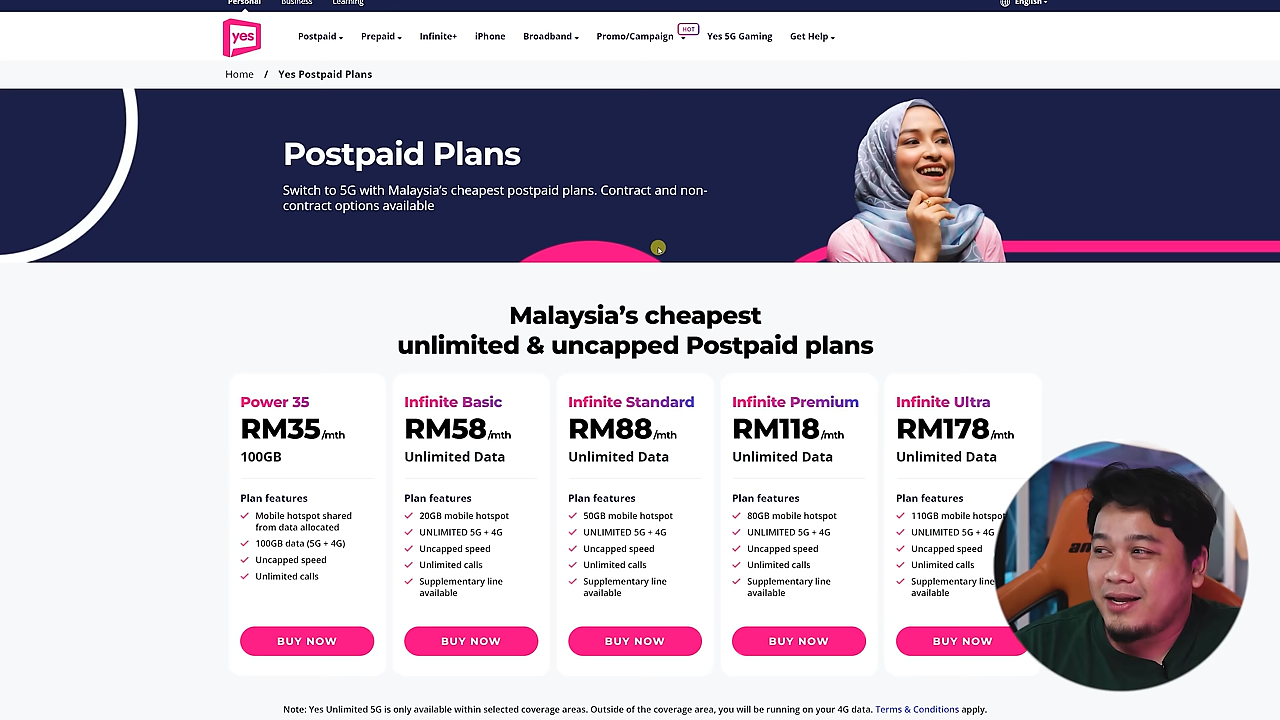 Personal Business Learning English
yes Postpaid Prepaid Infinite+ iPhone Broadband Promo/Campaign HOT Yes 5G Gaming Get Help
Home / Yes Postpaid Plans
Postpaid Plans
Switch to 5G with Malaysia’s cheapest postpaid plans. Contract and non-
contract options available
Malaysia’s cheapest
unlimited & uncapped Postpaid plans
Power 35
RM35/mth
100GB
Plan features
Mobile hotspot shared
from data allocated
100GB data (5G + 4G)
Uncapped speed
Unlimited calls
BUY NOW
Infinite Basic
RM58/mth
Unlimited Data
Plan features
20GB mobile hotspot
UNLIMITED 5G + 4G
Uncapped speed
Unlimited calls
Supplementary line
available
BUY NOW
Infinite Standard
RM88/mth
Unlimited Data
Plan features
50GB mobile hotspot
UNLIMITED 5G + 4G
Uncapped speed
Unlimited calls
Supplementary line
available
BUY NOW
Infinite Premium
RM118/mth
Unlimited Data
Plan features
80GB mobile hotspot
UNLIMITED 5G + 4G
Uncapped speed
Unlimited calls
Supplementary line
available
BUY NOW
Infinite Ultra
RM178/mth
Unlimited Data
Plan features
110GB mobile hotspot
UNLIMITED 5G + 4G
Uncapped speed
Unlimited calls
Supplementary line
available
BUY NOW
Note: Yes Unlimited 5G is only available within selected coverage areas. Outside of the coverage area, you will be running on your 4G data. Terms & Conditions apply.